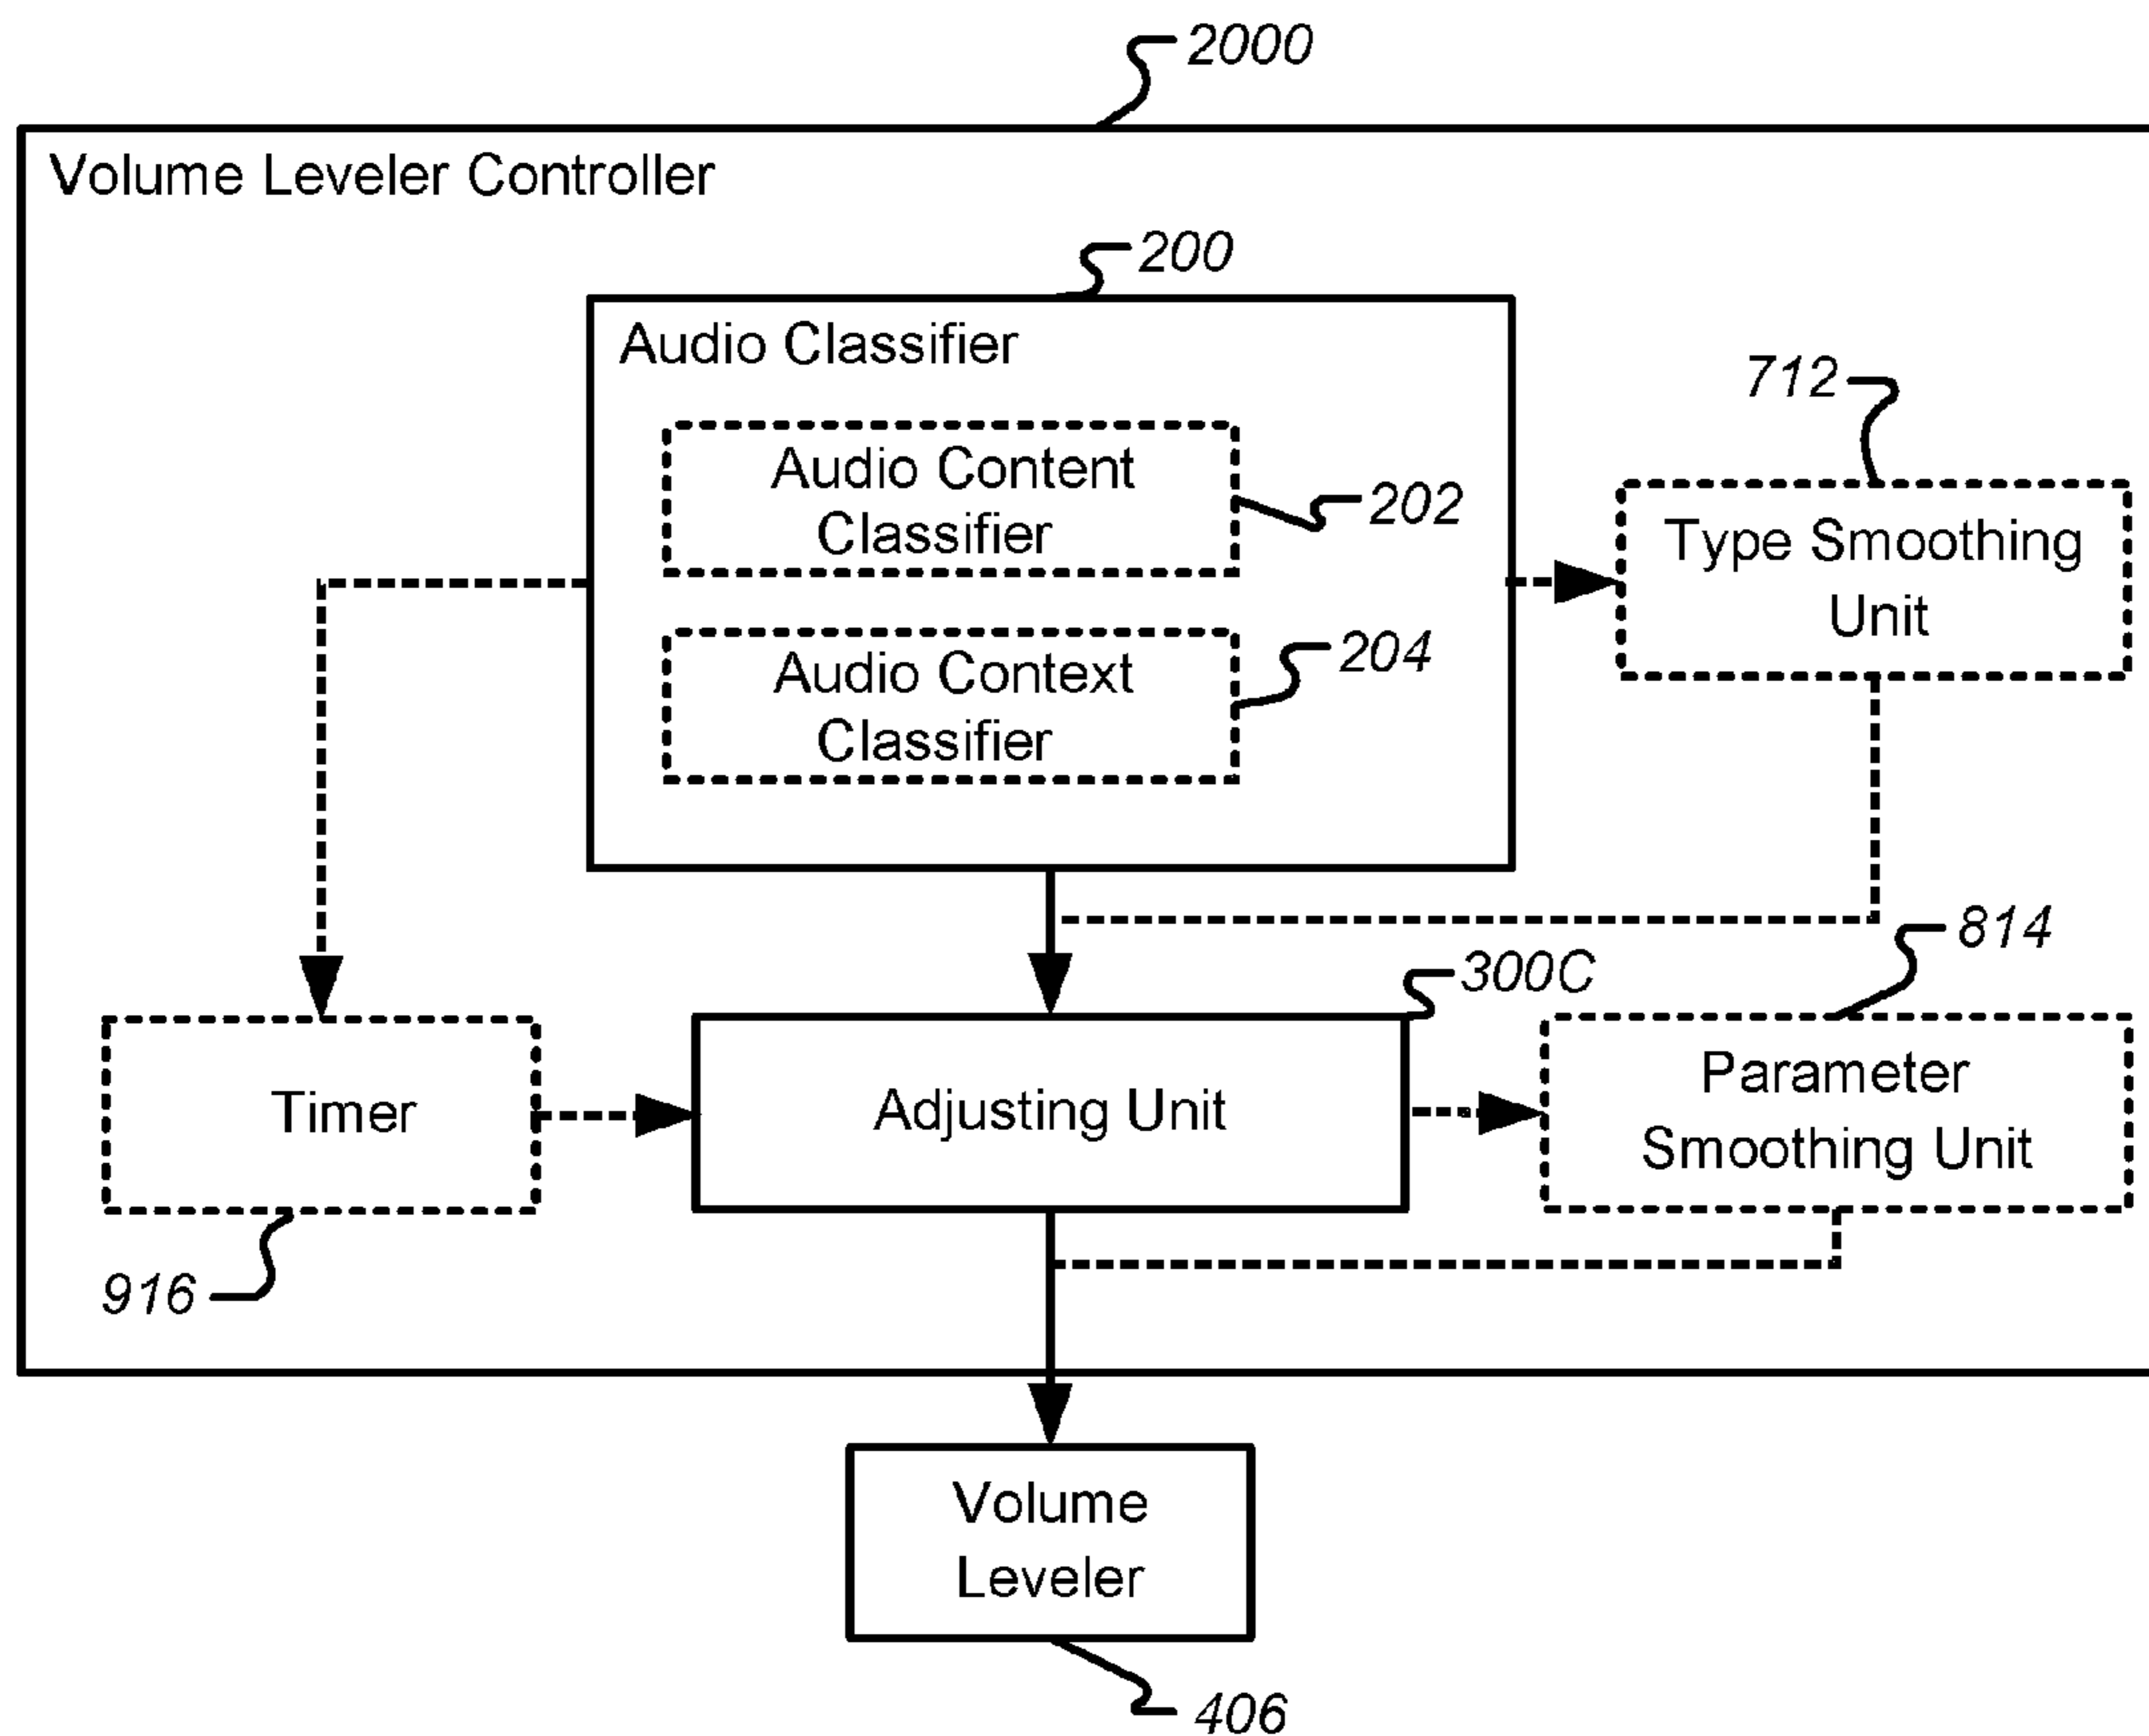 2000
Volume Leveler Controller
200
Audio Classifier
712
Audio Content
Classifier
202
Type Smoothing
Unit
204
Audio Context
Classifier
814
300C
Timer
Adjusting Unit
Parameter
Smoothing Unit
916
Volume
Leveler
406